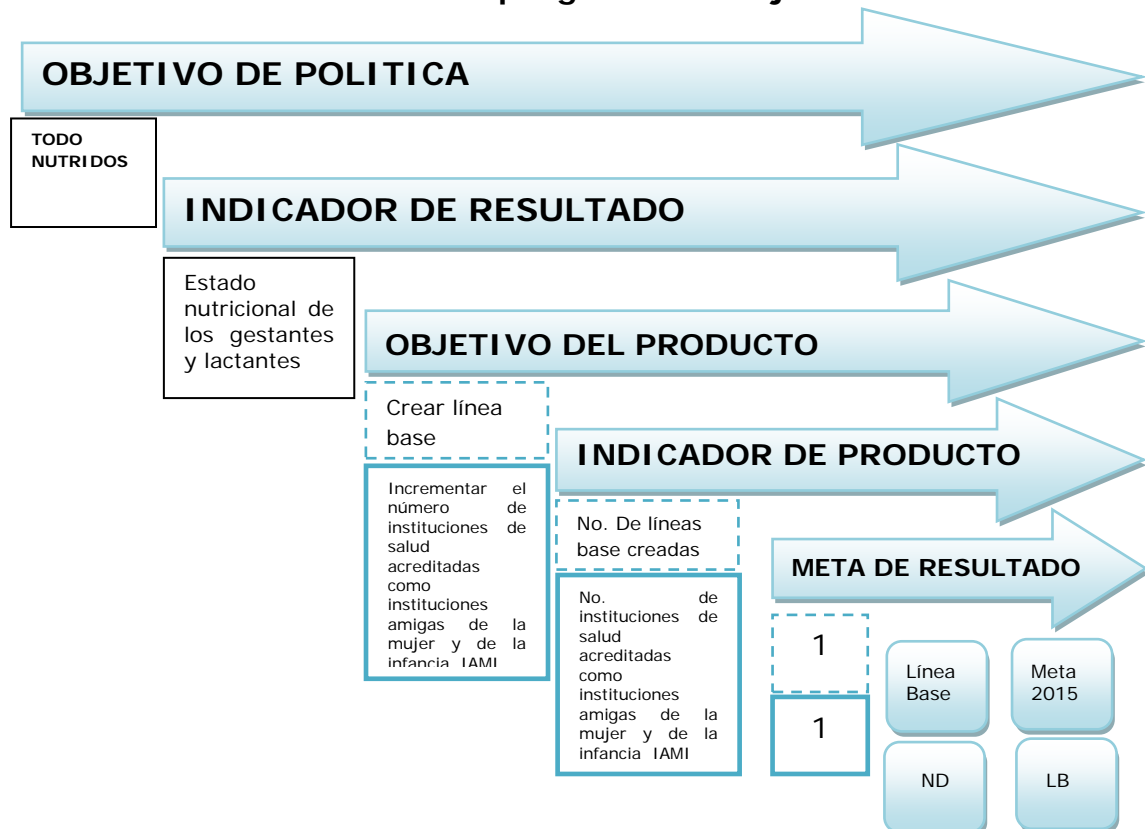 OBJETIVO DE POLITICA
TODO
NUTRIDOS
INDICADOR DE RESULTADO
Estado
nutricional de
los gestantes
y lactantes
OBJETIVO DEL PRODUCTO
Crear línea
base
Incrementar el
número de
instituciones de
salud
acreditadas
como
instituciones
amigas de la
mujer y de la
infancia IAMI
INDICADOR DE PRODUCTO
No. De líneas
base creadas
No. de
instituciones de
salud
acreditadas
como
instituciones
amigas de la
mujer y de la
infancia IAMI
META DE RESULTADO
1
1
Línea
Base
Meta
2015
ND
LB